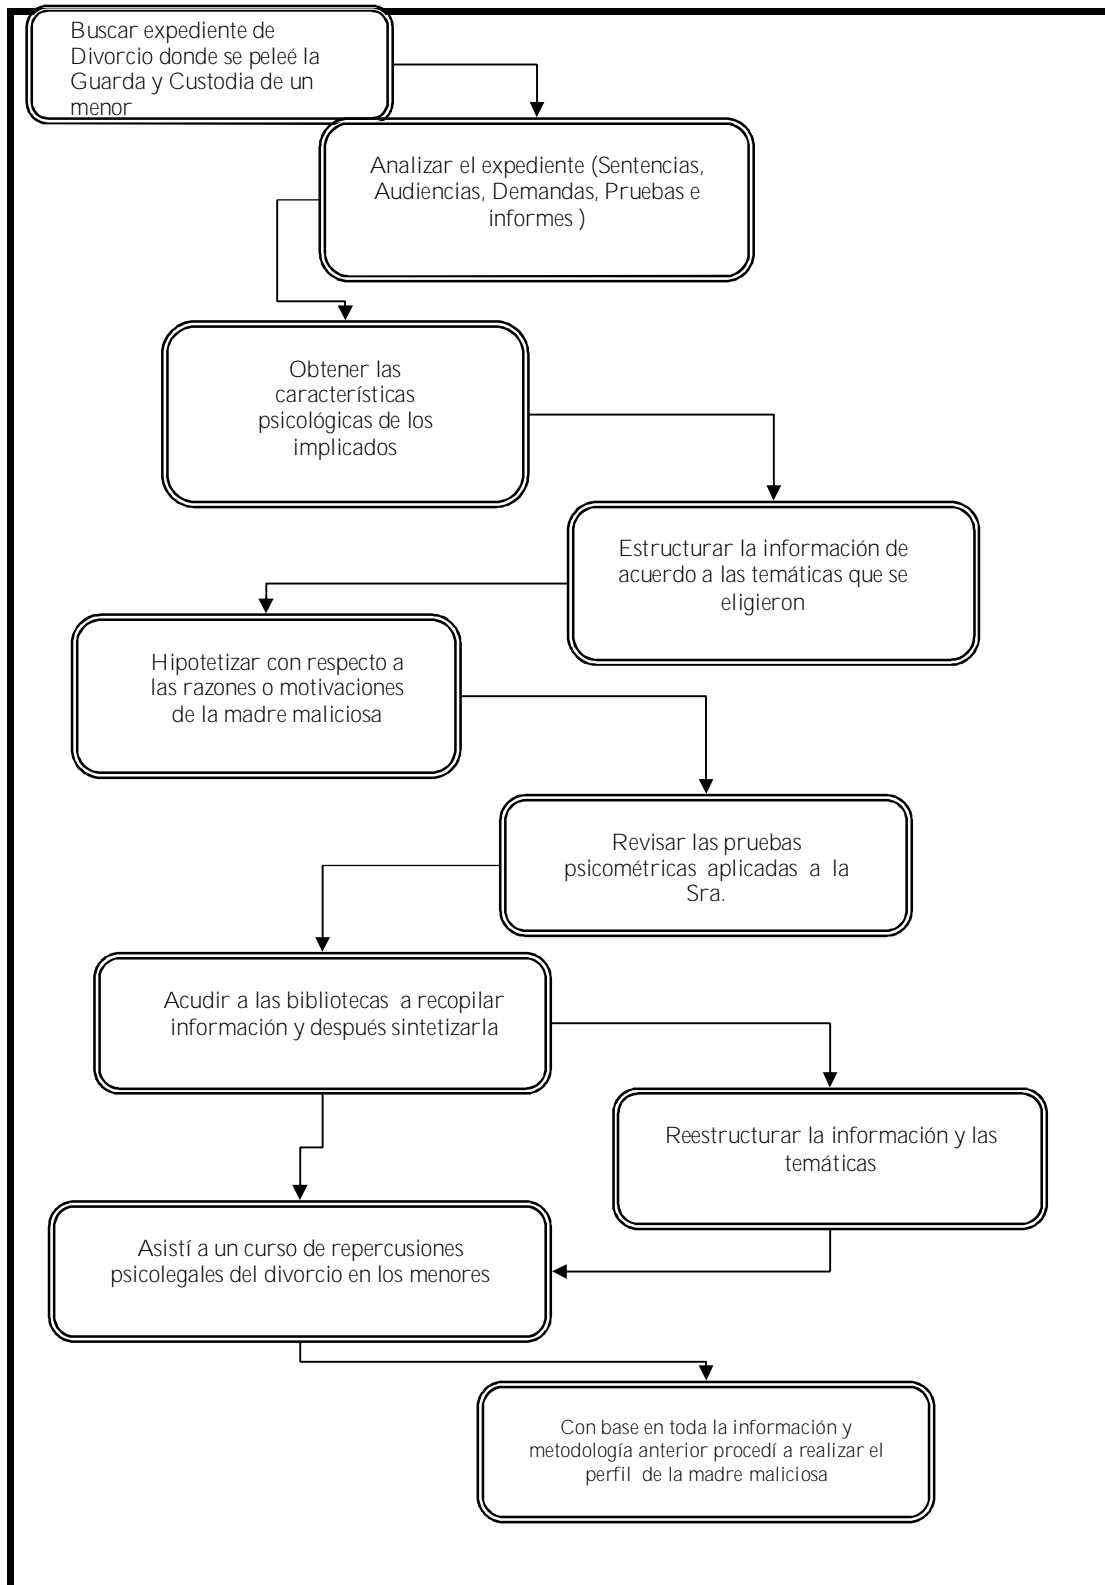 Buscar expediente de
Divorcio donde se peleé la
Guarda y Custodia de un
menor
Analizar el expediente (Sentencias,
Audiencias, Demandas, Pruebas e
informes )
Obtener las
características
psicológicas de los
implicados
Estructurar la información de
acuerdo a las temáticas que se
eligieron
Hipotetizar con respecto a
las razones o motivaciones
de la madre maliciosa
Revisar las pruebas
psicométricas aplicadas a la
Sra.
Acudir a las bibliotecas a recopilar
información y después sintetizarla
Reestructurar la información y las
temáticas
Asistí a un curso de repercusiones
psicolegales del divorcio en los menores
Con base en toda la información y
metodología anterior procedí a realizar el
perfil de la madre maliciosa